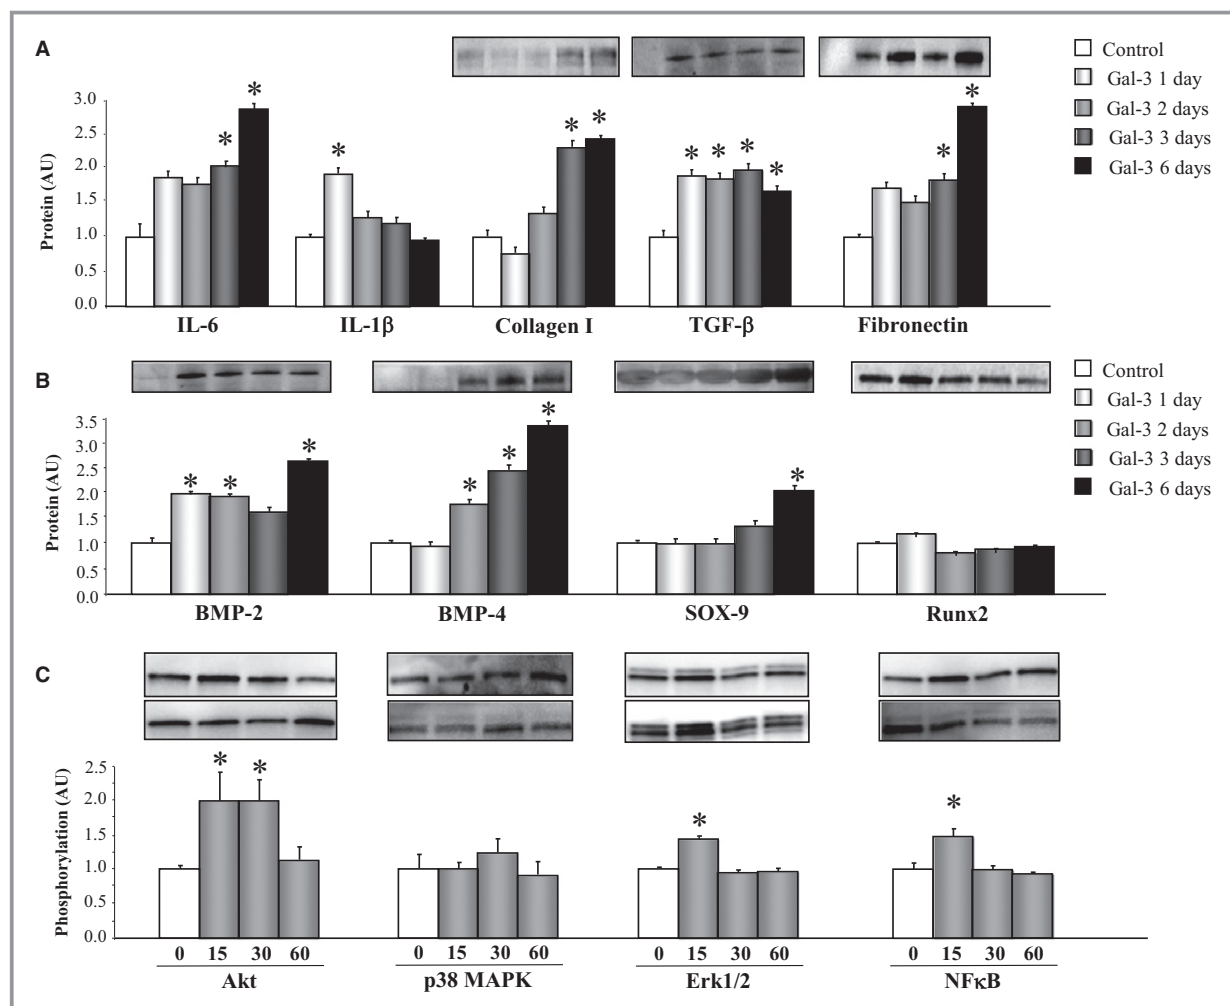 A
Control
Gal-3 1 day
Gal-3 2 days
Gal-3 3 days
Gal-3 6 days
Protein (AU)
3.0
2.5
2.0
1.5
1.0
0.5
0.0
* * * * * * * * * * *
IL-6 IL-1β Collagen I TGF-β Fibronectin
B
Control
Gal-3 1 day
Gal-3 2 days
Gal-3 3 days
Gal-3 6 days
Protein (AU)
3.5
3.0
2.5
2.0
1.5
1.0
0.5
0.0
* * * * * * *
BMP-2 BMP-4 SOX-9 Runx2
C
Phosphorylation (AU)
2.5
2.0
1.5
1.0
0.5
0.0
* * * *
0 15 30 60 0 15 30 60 0 15 30 60 0 15 30 60
Akt p38 MAPK Erk1/2 NFκB